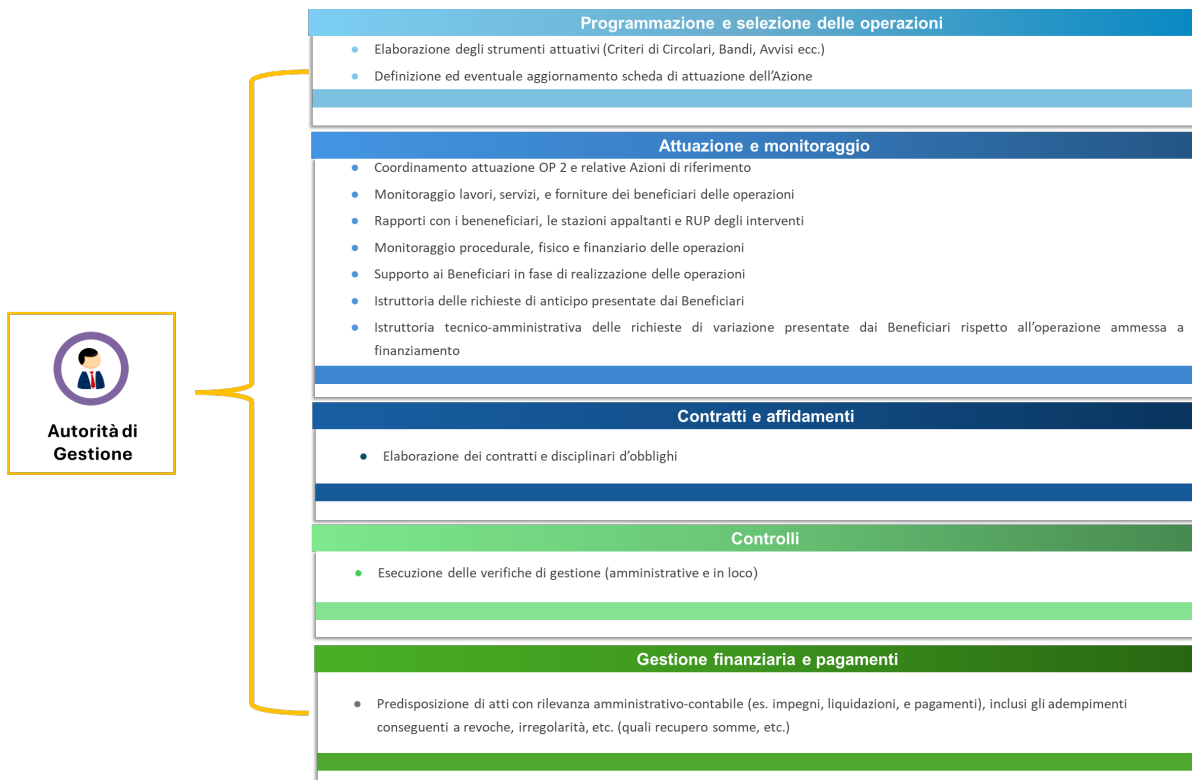 Programmazione e selezione delle operazioni
Elaborazione degli strumenti attuativi (Criteri di Circolari, Bandi, Avvisi ecc.)
Definizione ed eventuale aggiornamento scheda di attuazione dell'Azione
Attuazione e monitoraggio
Coordinamento attuazione OP 2 e relative Azioni di riferimento
Monitoraggio lavori, servizi, e forniture dei beneficiari delle operazioni
Rapporti con i beneneficiari, le stazioni appaltanti e RUP degli interventi
Monitoraggio procedurale, fisico e finanziario delle operazioni
Supporto ai Beneficiari in fase di realizzazione delle operazioni
Istruttoria delle richieste di anticipo presentate dai Beneficiari
Istruttoria tecnico-amministrativa delle richieste di variazione presentate dai Beneficiari rispetto all'operazione ammessa a
finanziamento
Autorità di
Gestione
Contratti e affidamenti
Elaborazione dei contratti e disciplinari d'obblighi
Controlli
Esecuzione delle verifiche di gestione (amministrative e in loco)
Gestione finanziaria e pagamenti
Predisposizione di atti con rilevanza amministrativo-contabile (es. impegni, liquidazioni, e pagamenti), inclusi gli adempimenti
conseguenti a revoche, irregolarità, etc. (quali recupero somme, etc.)